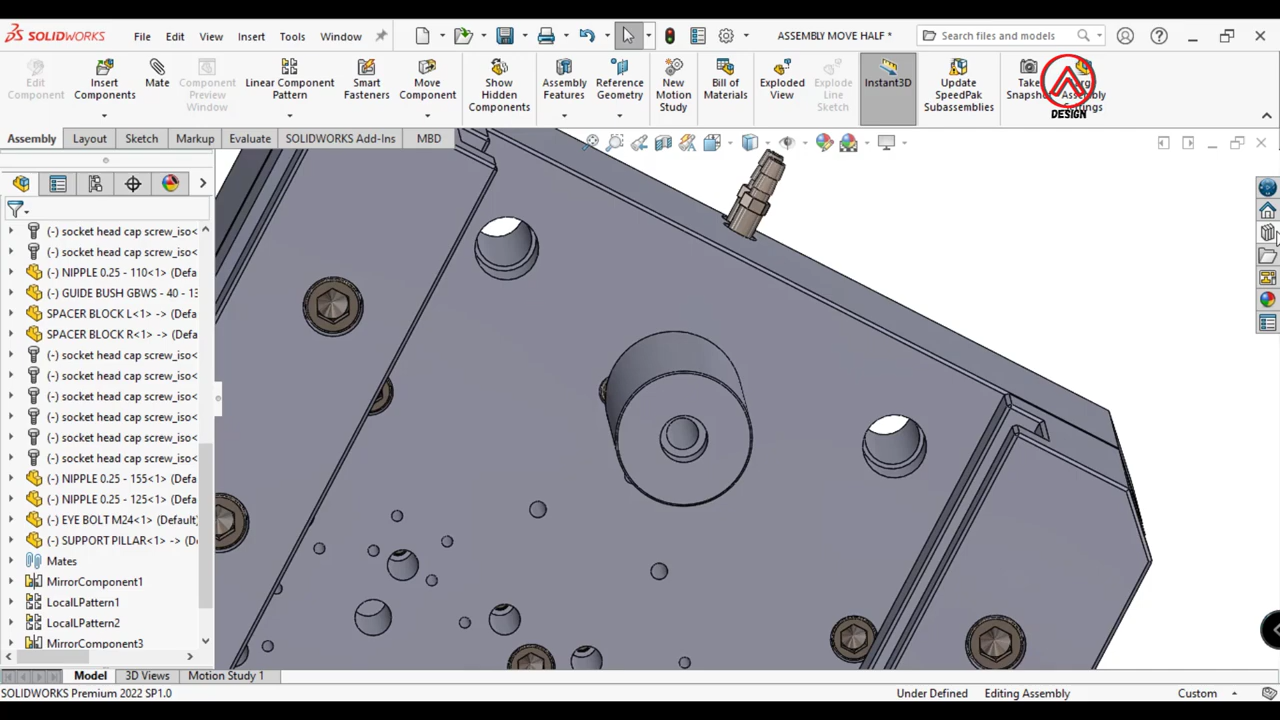 SOLIDWORKS File Edit View Insert Tools Window ASSEMBLY MOVE HALF * Search files and models
Edit Component
Insert Components
Mate
Component Preview Window
Linear Component Pattern
Smart Fasteners
Move Component
Show Hidden Components
Assembly Features
Reference Geometry
New Motion Study
Bill of Materials
Exploded View
Explode Line Sketch
Instant3D
Update SpeedPak Subassemblies
Take Snapshot
Assembly
DESIGN
Assembly Layout Sketch Markup Evaluate SOLIDWORKS Add-Ins MBD
(-) socket head cap screw_iso<
(-) socket head cap screw_iso<
(-) NIPPLE 0.25 - 110<1> (Defa
(-) GUIDE BUSH GBWS - 40 - 13
SPACER BLOCK L<1> -> (Defa
SPACER BLOCK R<1> -> (Defa
(-) socket head cap screw_iso<
(-) socket head cap screw_iso<
(-) socket head cap screw_iso<
(-) socket head cap screw_iso<
(-) socket head cap screw_iso<
(-) socket head cap screw_iso<
(-) NIPPLE 0.25 - 155<1> (Defa
(-) NIPPLE 0.25 - 125<1> (Defa
(-) EYE BOLT M24<1> (Default)
(-) SUPPORT PILLAR<1> -> (De
Mates
MirrorComponent1
LocalLPattern1
LocalLPattern2
MirrorComponent3
Model 3D Views Motion Study 1
SOLIDWORKS Premium 2022 SP1.0 Under Defined Editing Assembly Custom